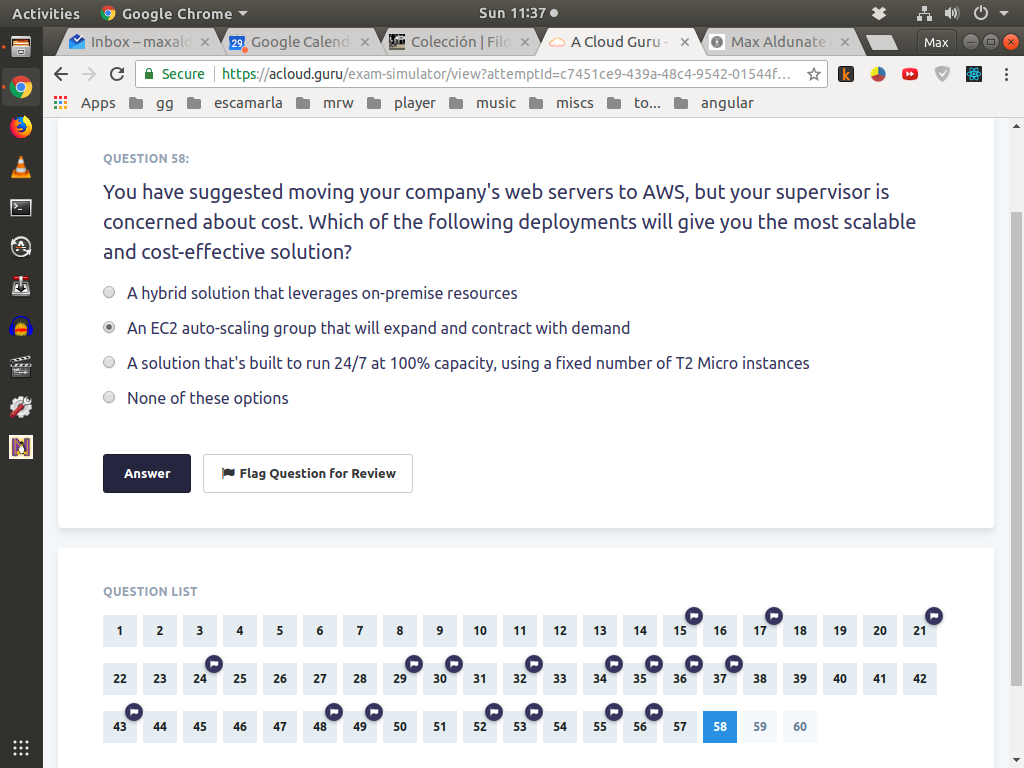 Activities Google Chrome Sun 11:37
Inbox – maxald Google Calend Colección | Filo A Cloud Guru - Max Aldunate Max
Secure https://acloud.guru/exam-simulator/view?attemptId=c7451ce9-439a-48c4-9542-01544f...
Apps gg escamarla mrw player music miscs to... angular
QUESTION 58:
You have suggested moving your company's web servers to AWS, but your supervisor is
concerned about cost. Which of the following deployments will give you the most scalable
and cost-effective solution?
A hybrid solution that leverages on-premise resources
An EC2 auto-scaling group that will expand and contract with demand
A solution that's built to run 24/7 at 100% capacity, using a fixed number of T2 Micro instances
None of these options
Answer Flag Question for Review
QUESTION LIST
1 2 3 4 5 6 7 8 9 10 11 12 13 14 15 16 17 18 19 20 21
22 23 24 25 26 27 28 29 30 31 32 33 34 35 36 37 38 39 40 41 42
43 44 45 46 47 48 49 50 51 52 53 54 55 56 57 58 59 60